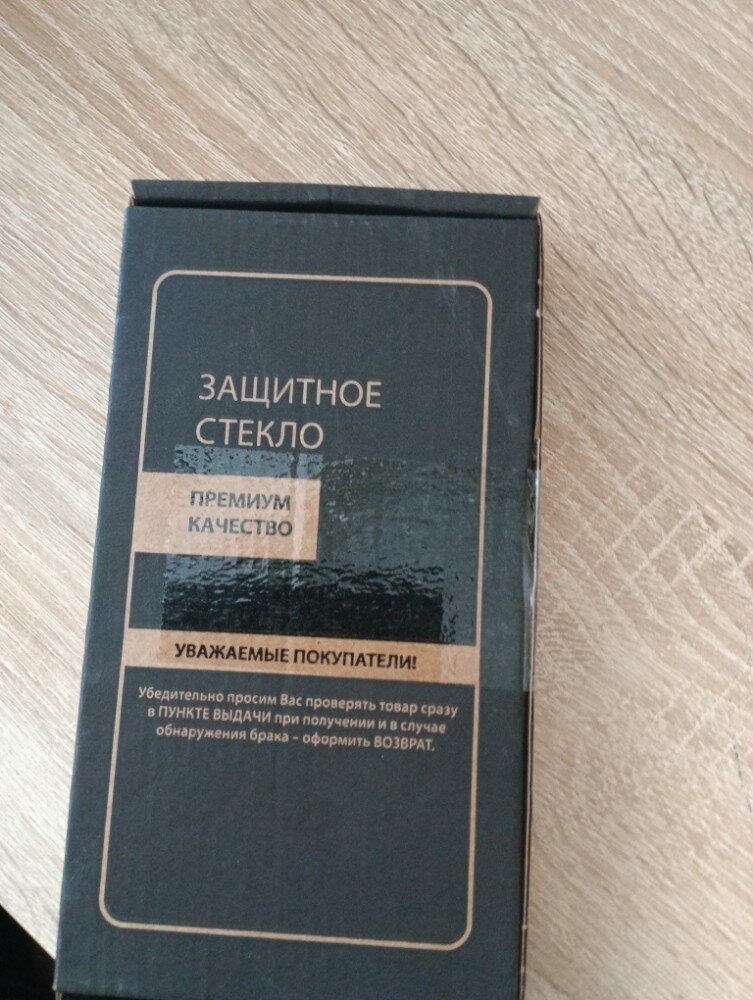 ЗАЩИТНОЕ
СТЕКЛО
ПРЕМИУМ
КАЧЕСТВО
УВАЖАЕМЫЕ ПОКУПАТЕЛИ!
Убедительно просим Вас проверять товар сразу
в ПУНКТЕ ВЫДАЧИ при получении и в случае
обнаружения брака – оформить ВОЗВРАТ.